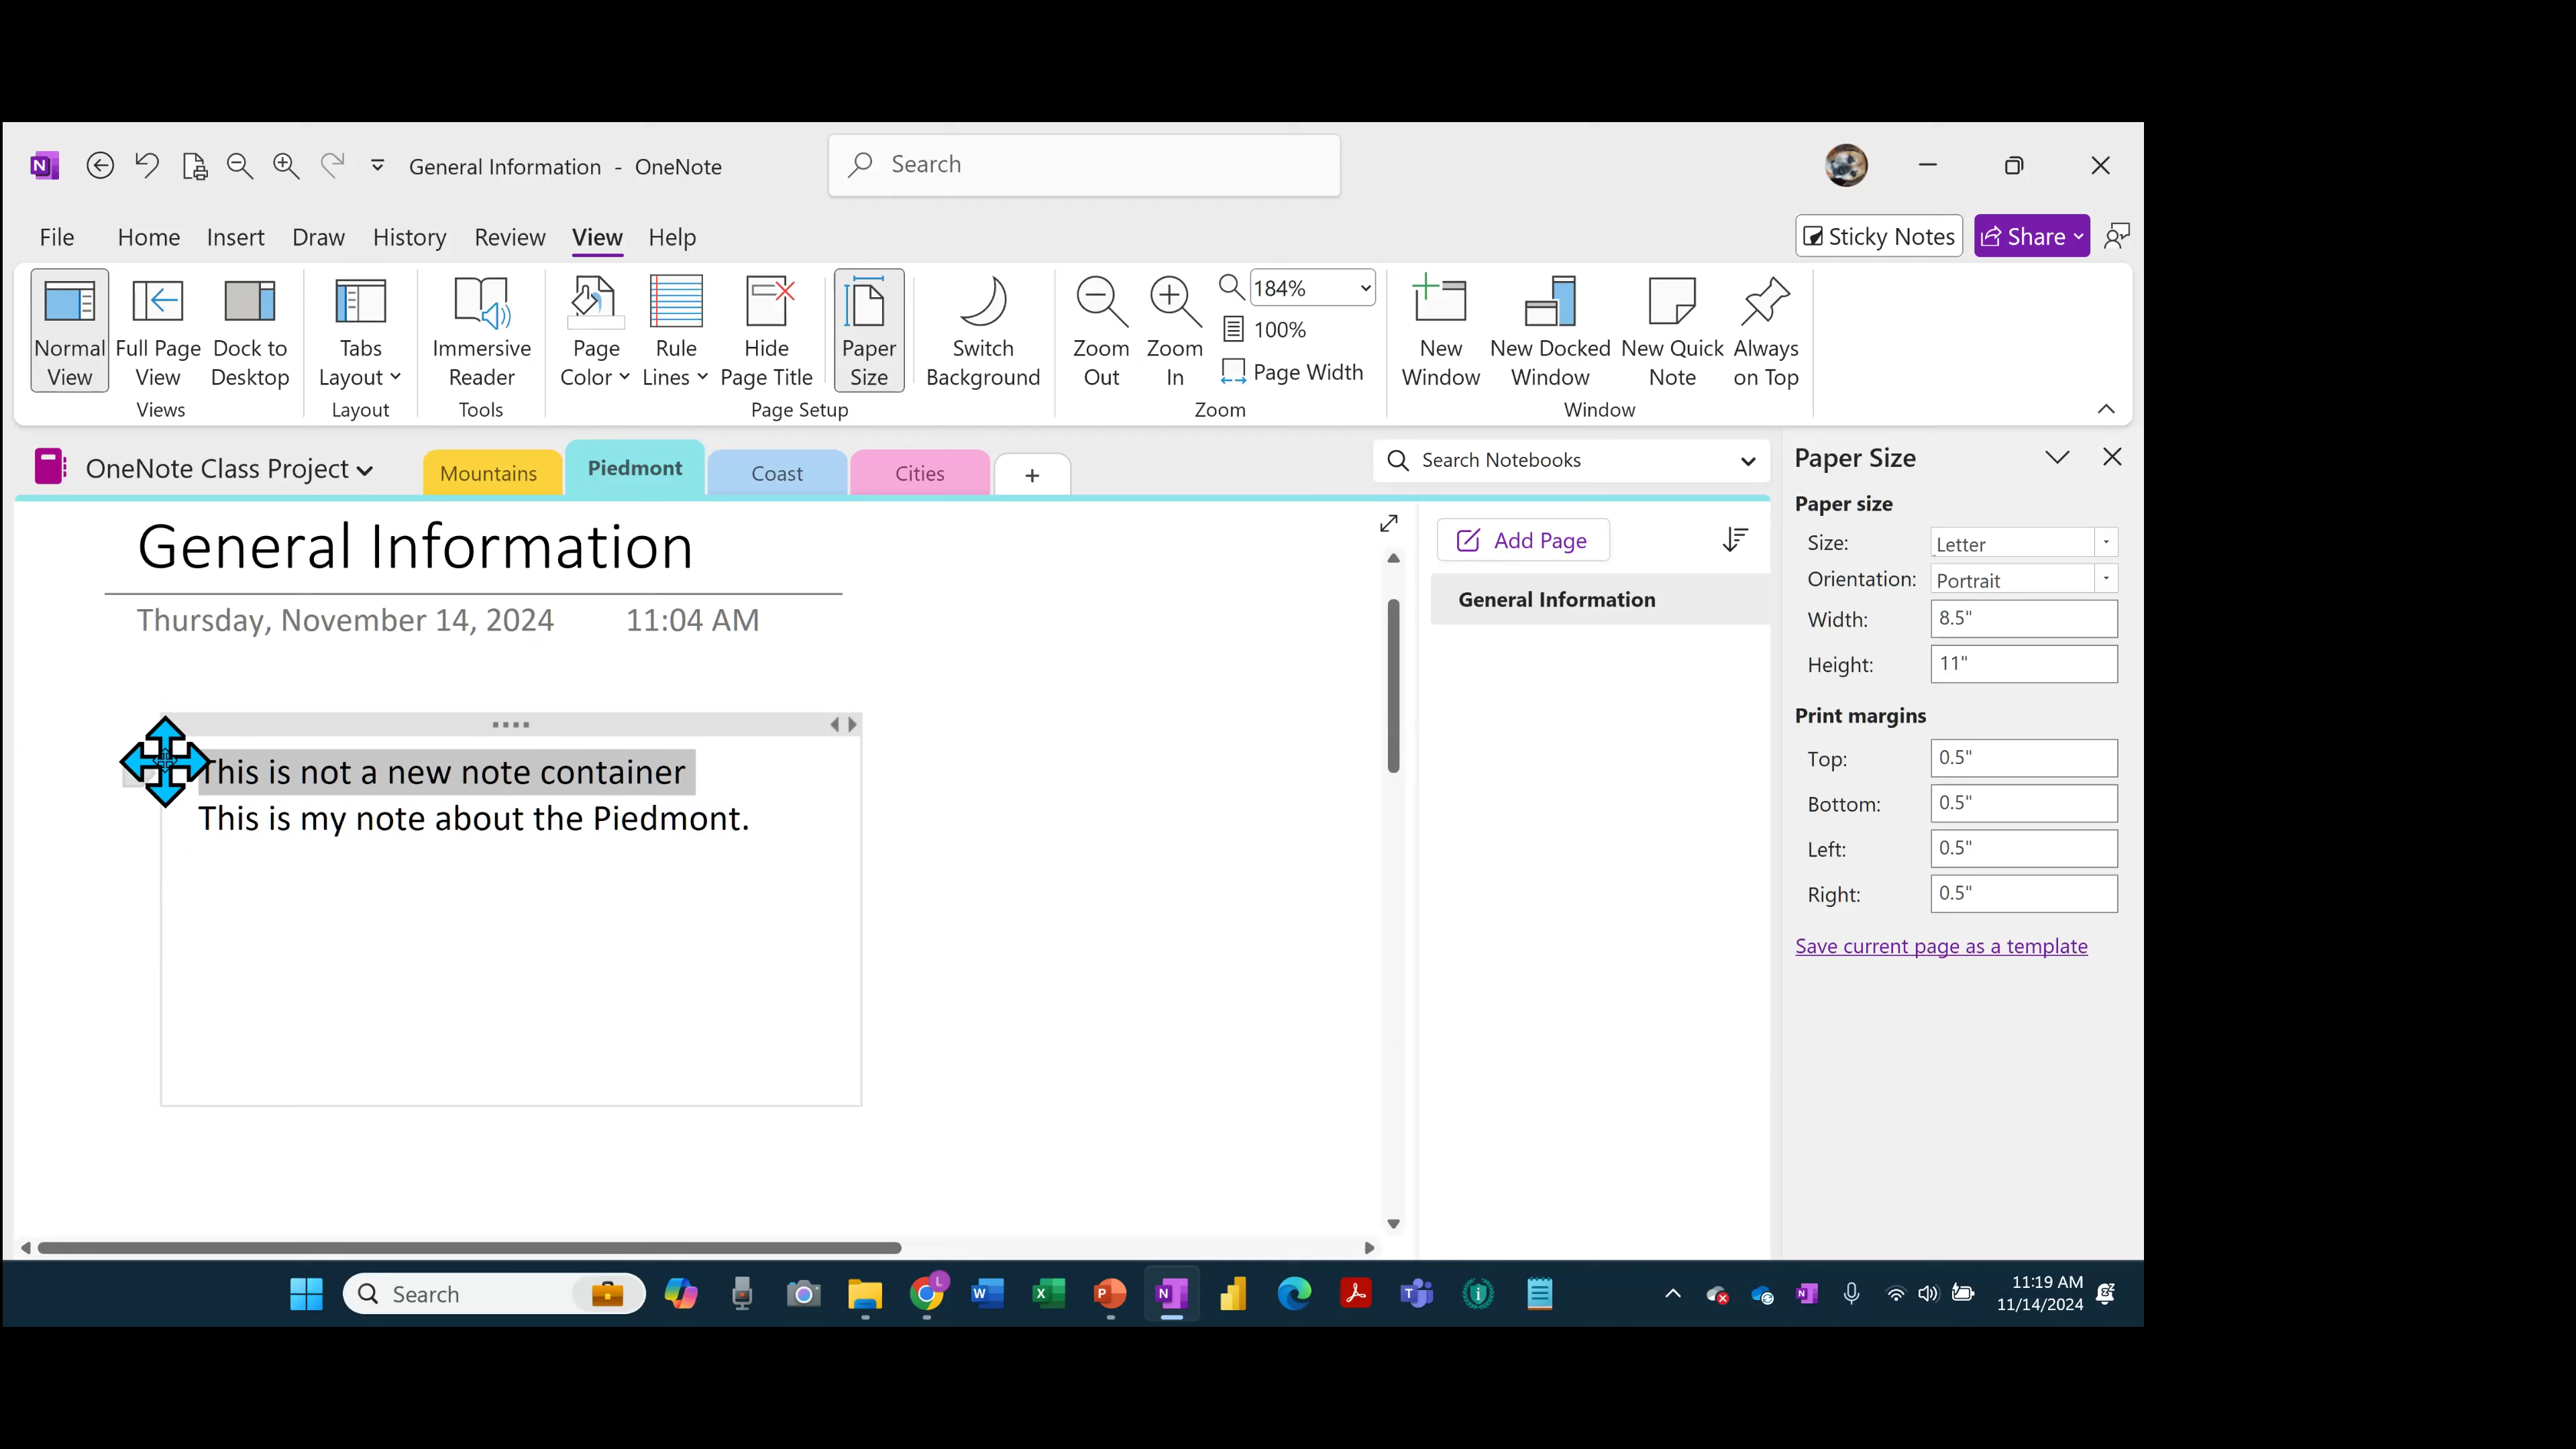 General Information - OneNote
Search
File Home Insert Draw History Review View Help
Sticky Notes
Share
Normal View
Full Page View
Dock to Desktop
Views
Tabs Layout
Layout
Immersive Reader
Tools
Page Color
Rule Lines
Hide Page Title
Paper Size
Switch Background
Page Setup
Zoom Out
Zoom In
184%
100%
Page Width
Zoom
New Window
New Docked Window
New Quick Note
Always on Top
Window
OneNote Class Project
Mountains
Piedmont
Coast
Cities
+
Search Notebooks
General Information
Thursday, November 14, 2024 11:04 AM
This is not a new note container
This is my note about the Piedmont.
Add Page
General Information
Paper Size
Paper size
Size: Letter
Orientation: Portrait
Width: 8.5"
Height: 11"
Print margins
Top: 0.5"
Bottom: 0.5"
Left: 0.5"
Right: 0.5"
Save current page as a template
Search
11:19 AM
11/14/2024